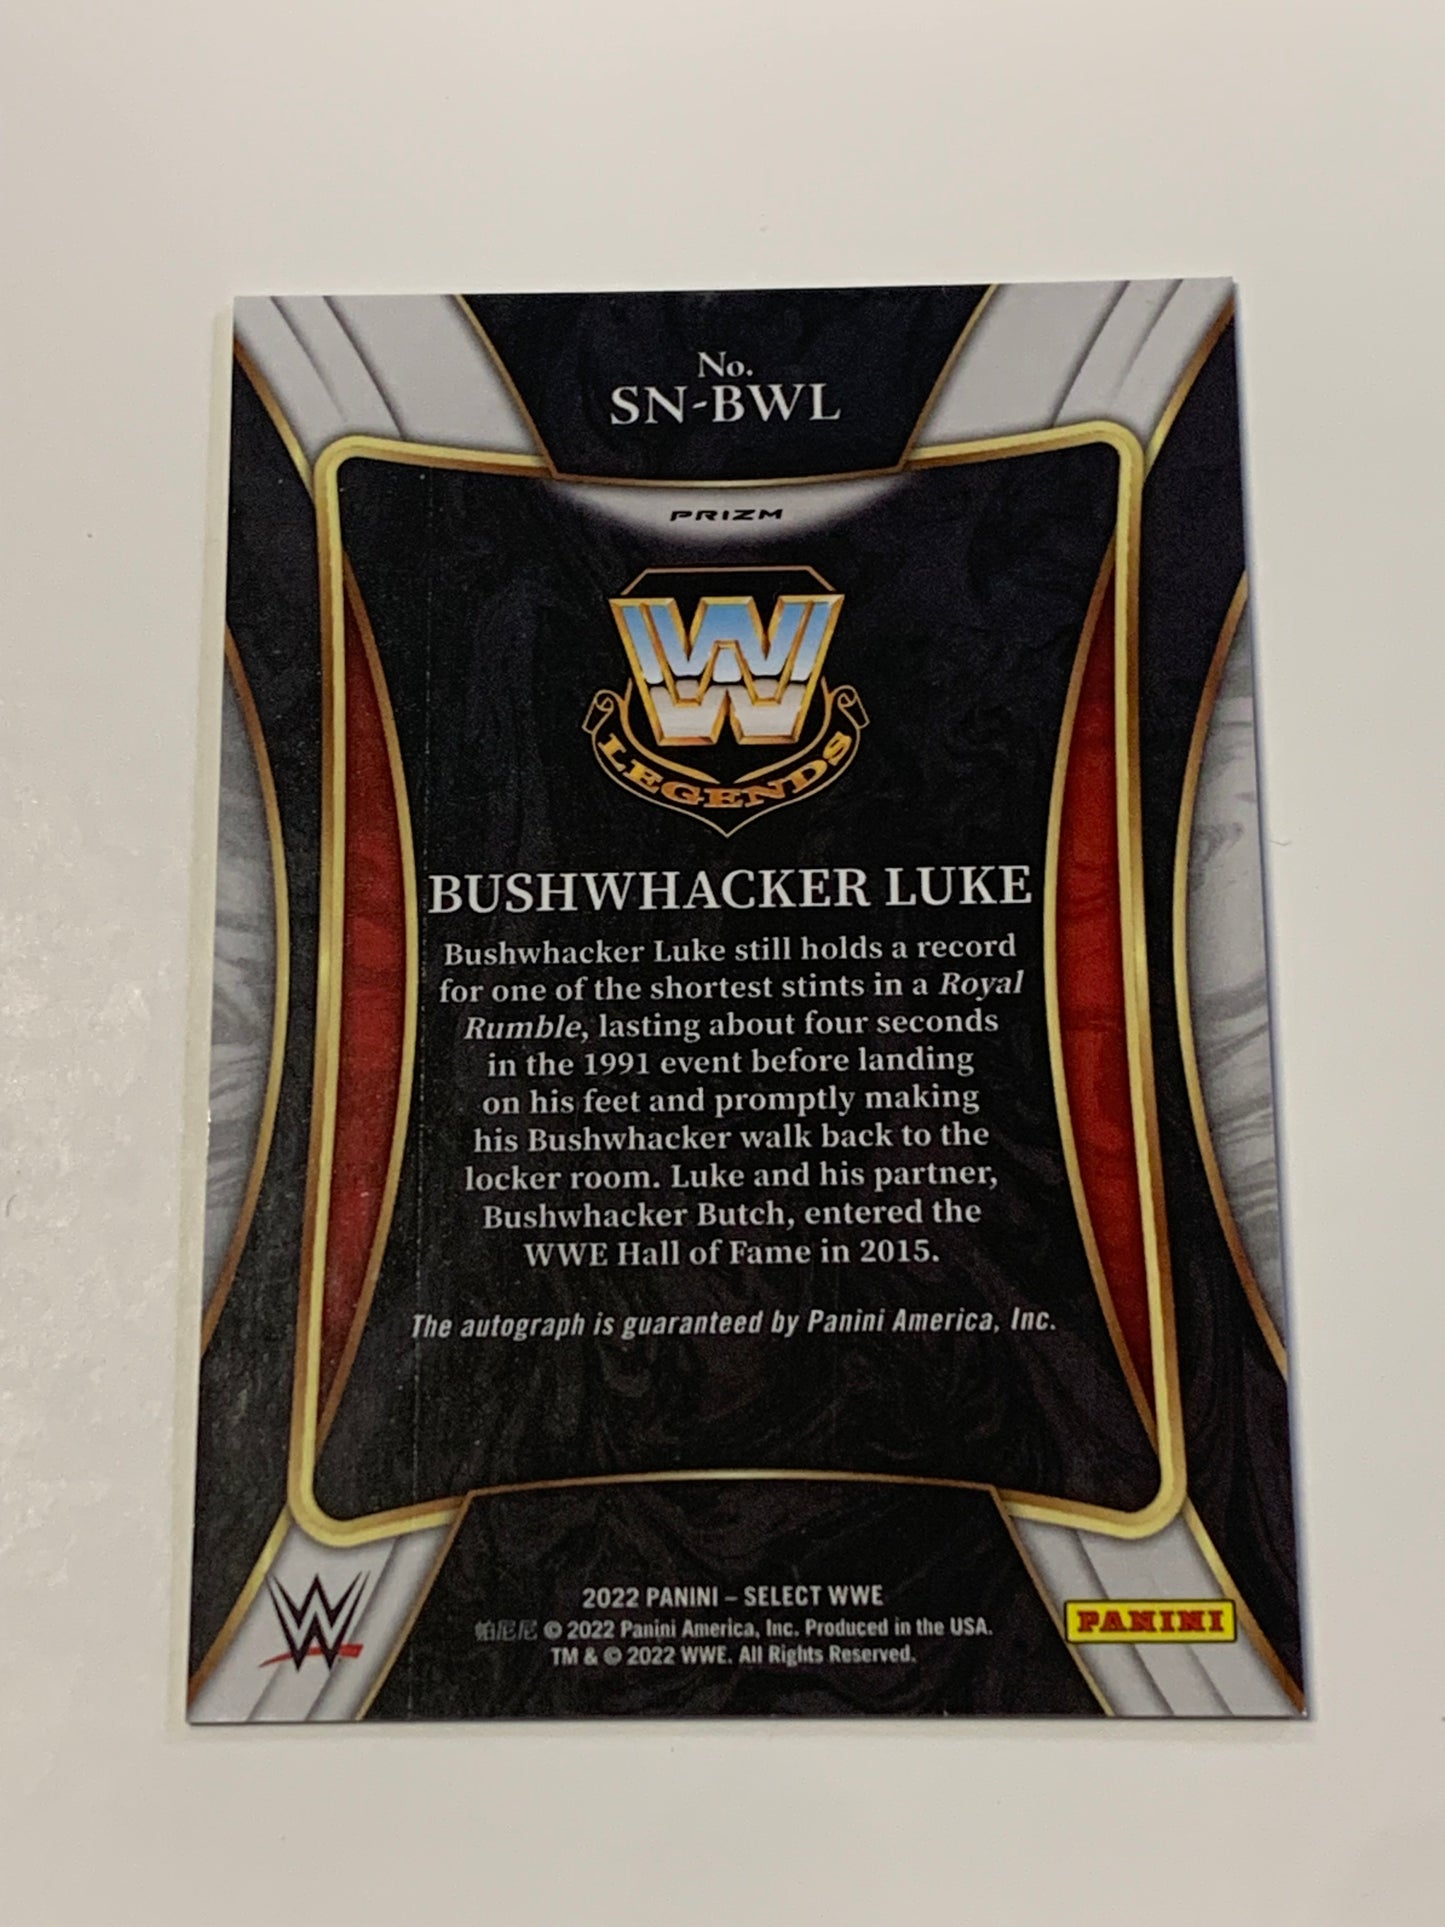 No.
SN-BWL
PRIZM
W
LEGENDS
BUSHWHACKER LUKE
Bushwhacker Luke still holds a record
for one of the shortest stints in a Royal
Rumble, lasting about four seconds
in the 1991 event before landing
on his feet and promptly making
his Bushwhacker walk back to the
locker room. Luke and his partner,
Bushwhacker Butch, entered the
WWE Hall of Fame in 2015.
The autograph is guaranteed by Panini America, Inc.
2022 PANINI – SELECT WWE
帕尼尼 © 2022 Panini America, Inc. Produced in the USA.
TM & © 2022 WWE. All Rights Reserved.
W
PANINI